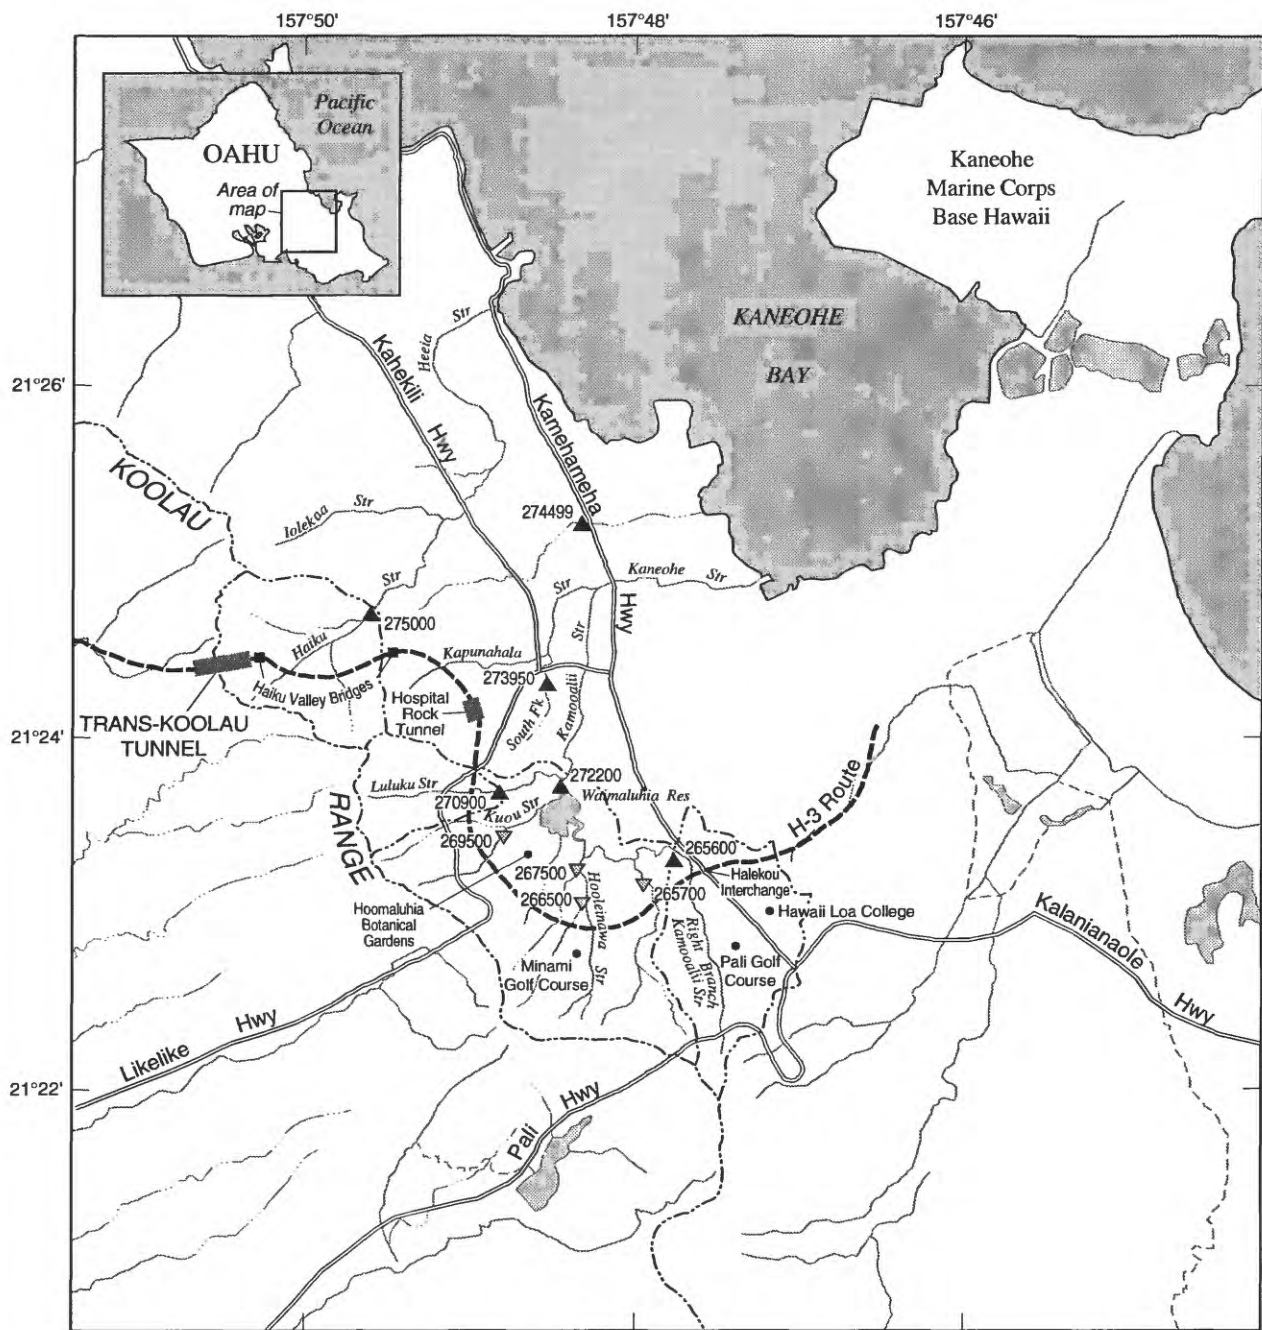 157°50'
157°48'
157°46'
Pacific
Ocean
OAHU
Area of
map
Kaneohe
Marine Corps
Base Hawaii
KANEOHE
BAY
21°26'
Kahekili
Hwy
Heeia
Str
Kamehameha
Hwy
KOOLAU
RANGE
Iolekoa
Str
274499
Kaneohe
Str
Str
Str
275000
Haiku
Str
Kapunahala
273950
Haiku Valley Bridges
Hospital
Rock
Tunnel
South Fk
Kamooalii
TRANS-KOOLAU
TUNNEL
21°24'
Luluku Str
272200
270900
Waimaluhia Res
Kuou Str
H-3 Route
269500
265600
267500
Halekou
Interchange
266500
265700
Hooleinawa
Str
Hoomaluhia
Botanical
Gardens
Hawaii Loa College
Right Branch
Kamooalii Str
Minami
Golf Course
Pali Golf
Course
Kalanianaole
Hwy
Likelike
Hwy
21°22'
Pali
Hwy